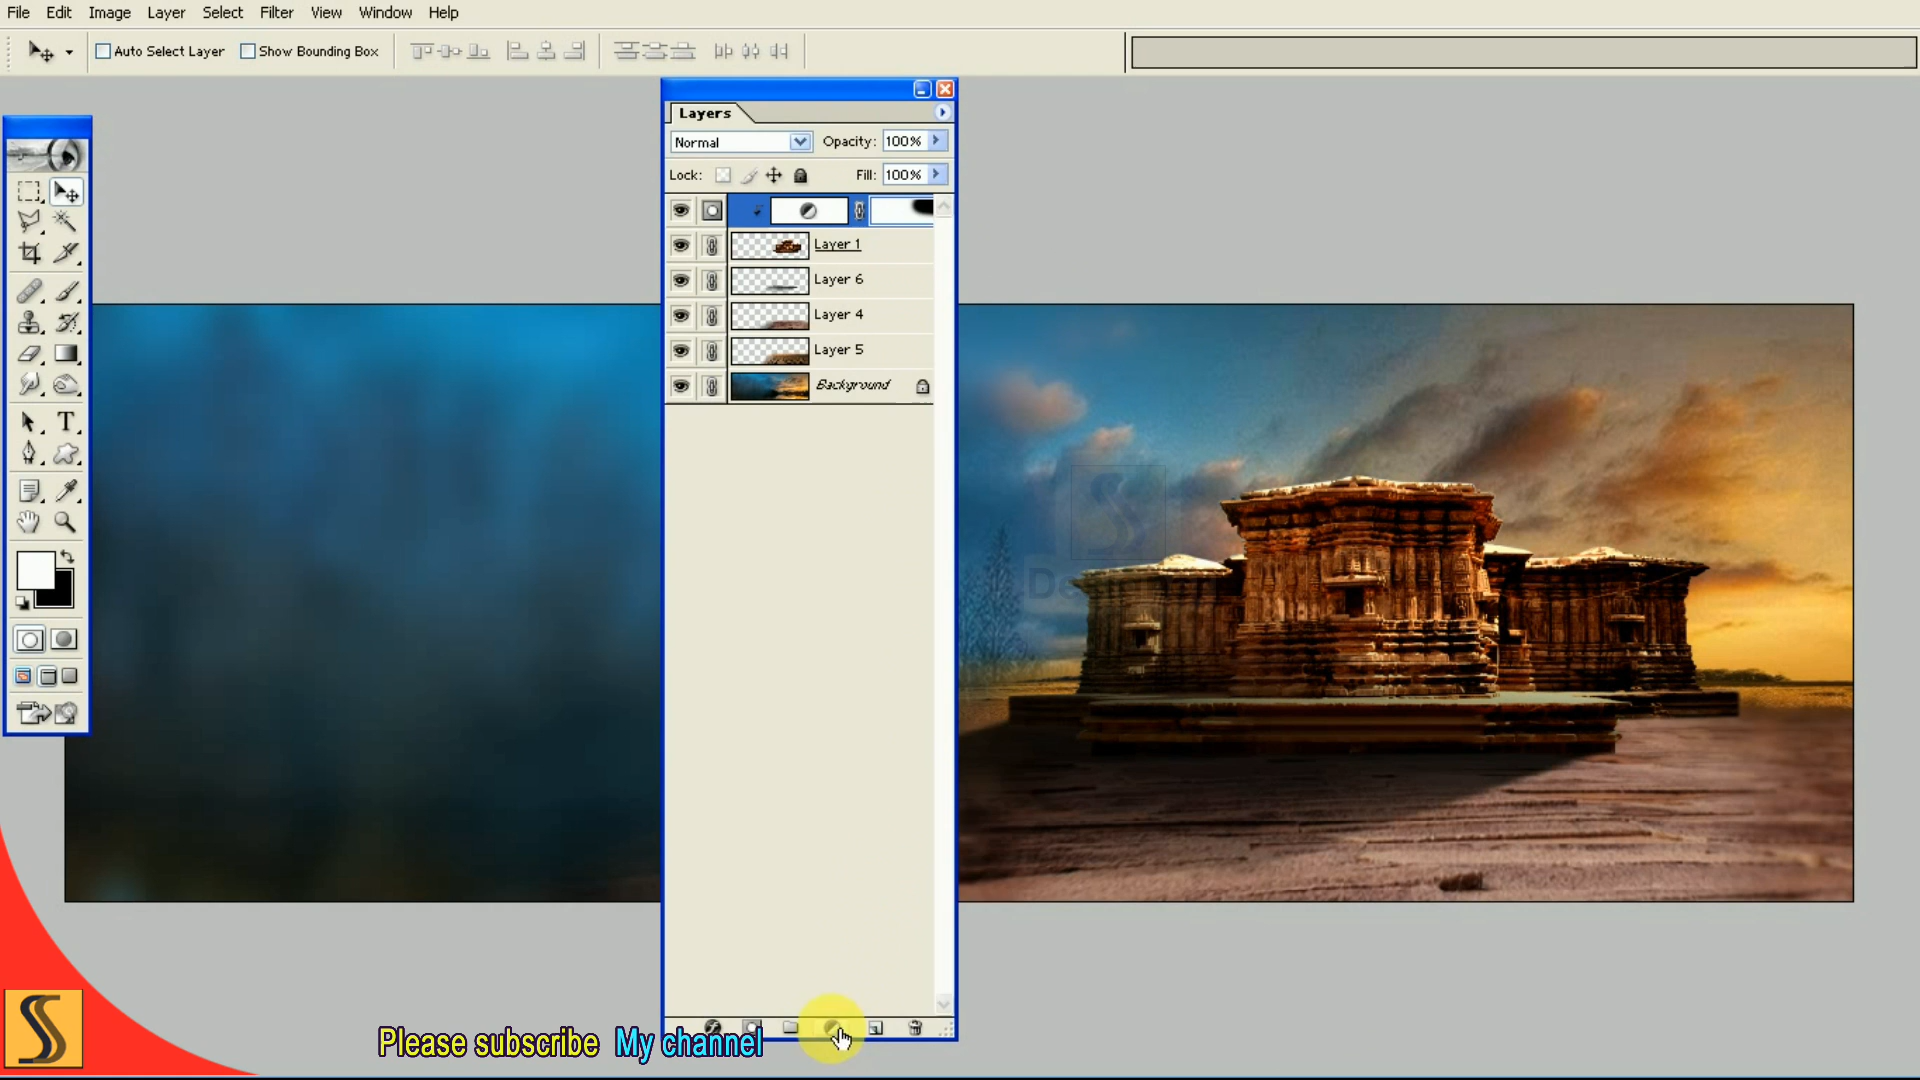 File Edit Image Layer Select Filter View Window Help
Auto Select Layer Show Bounding Box
Layers
Normal Opacity: 100%
Lock: Fill: 100%
Layer 1
Layer 6
Layer 4
Layer 5
Background
Please subscribe My channel